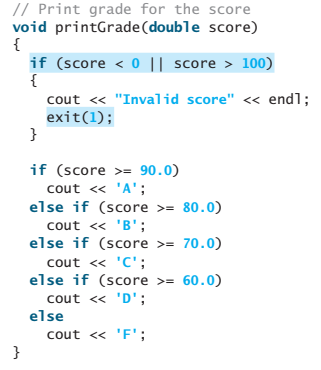 // Print grade for the score
void printGrade(double score)
{
  if (score < 0 || score > 100)
  {
    cout << "Invalid score" << endl;
    exit(1);
  }

  if (score >= 90.0)
    cout << 'A';
  else if (score >= 80.0)
    cout << 'B';
  else if (score >= 70.0)
    cout << 'C';
  else if (score >= 60.0)
    cout << 'D';
  else
    cout << 'F';
}